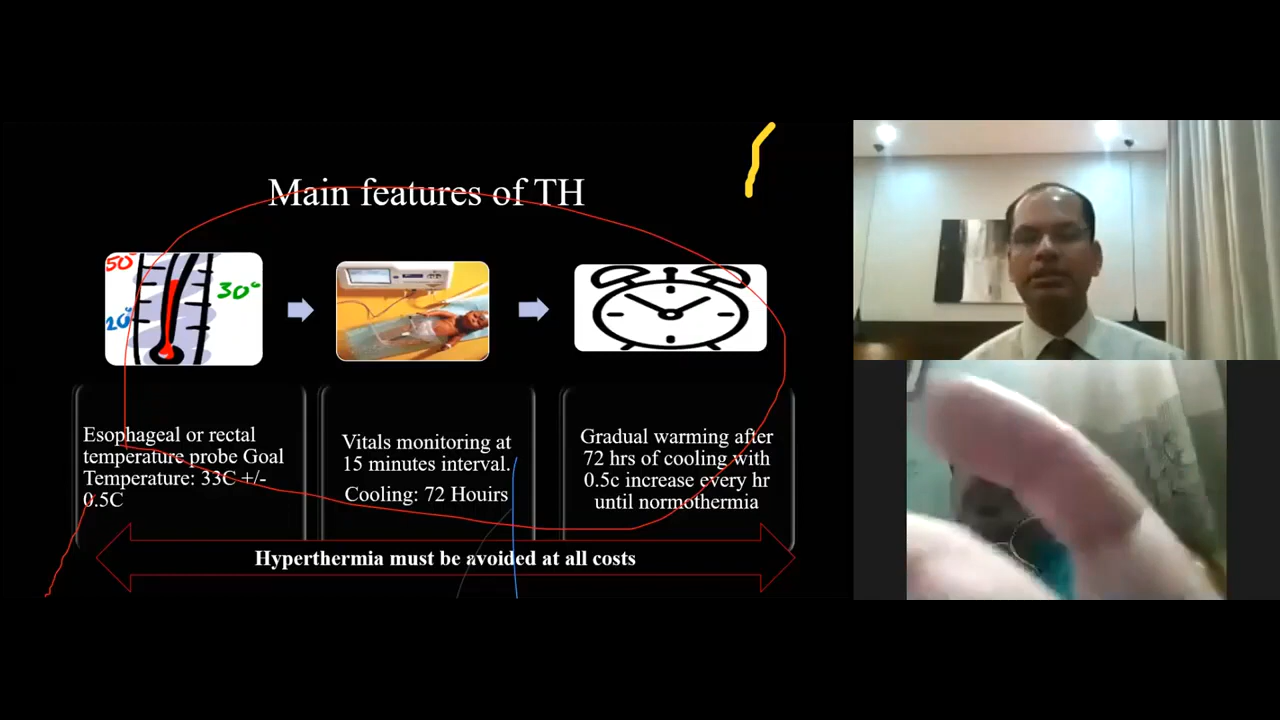 Main features of TH
50°
30°
20°
Esophageal or rectal
temperature probe Goal
Temperature: 33C +/-
0.5C
Vitals monitoring at
15 minutes interval.
Cooling: 72 Houirs
Gradual warming after
72 hrs of cooling with
0.5c increase every hr
until normothermia
Hyperthermia must be avoided at all costs